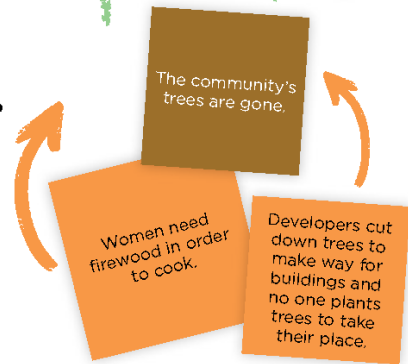 The community's
trees are gone.
Women need
firewood in order
to cook.
Developers cut
down trees to
make way for
buildings and
no one plants
trees to take
their place.